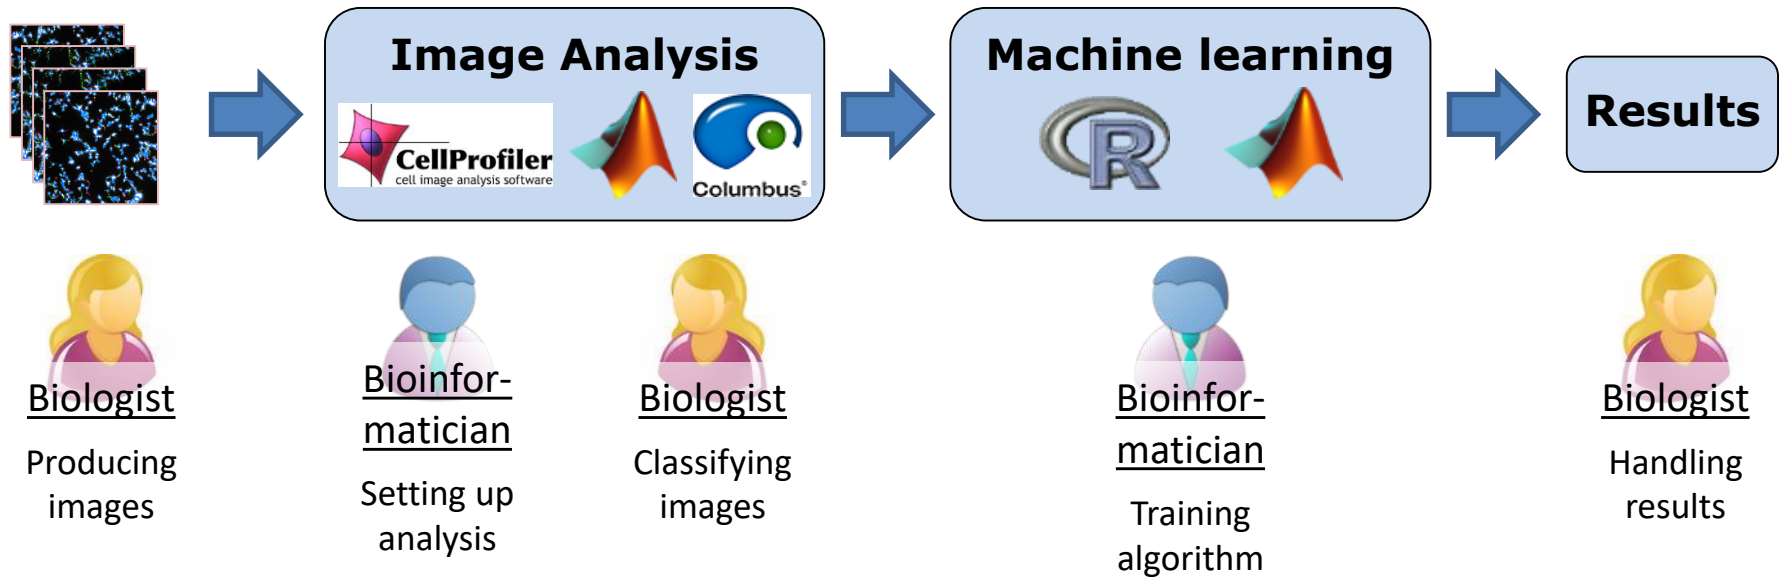 Image Analysis
CellProfiler
cell image analysis software
Columbus®
Machine learning
R
Results
Biologist
Producing
images
Bioinfor-
matician
Setting up
analysis
Biologist
Classifying
images
Bioinfor-
matician
Training
algorithm
Biologist
Handling
results